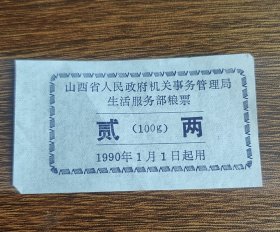 山西省人民政府机关事务管理局
生活服务部粮票
贰 (100g) 两
1990年1月1日起用